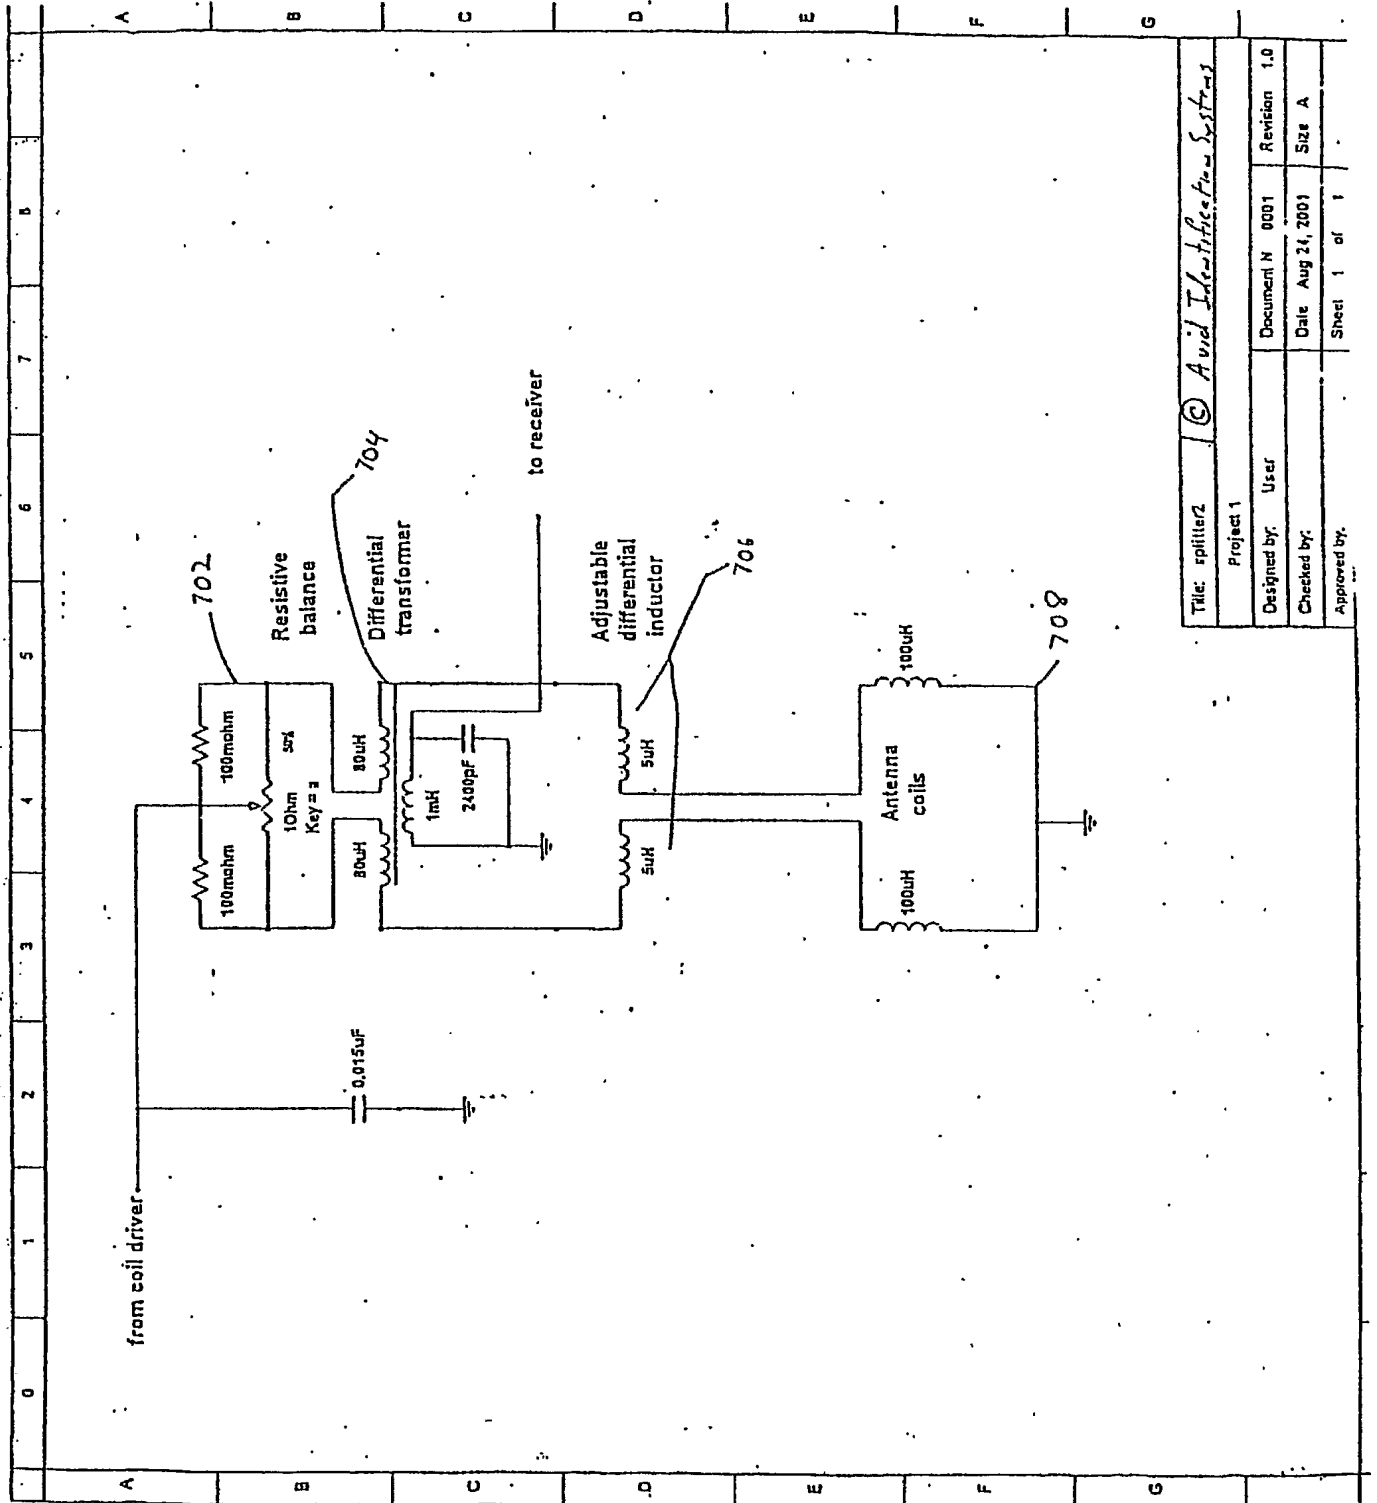 0 1 2 3 4 5 6 7 8
A
B
C
D
E
F
G
A
B
C
D
E
F
G
from coil driver
0.015uF
702
100mohm
100mohm
50%
1Ohm
Key = a
Resistive
balance
704
Differential
transformer
80uH
80uH
1mH
2400pF
to receiver
Adjustable
differential
inductor
706
5uH
5uH
Antenna
coils
100uH
100uH
708
Title: splitter2
© Avid Identification Systems
Project 1
Designed by: User
Document N 0001
Revision 1.0
Checked by:
Date Aug 24, 2001
Size A
Approved by:
Sheet 1 of 1